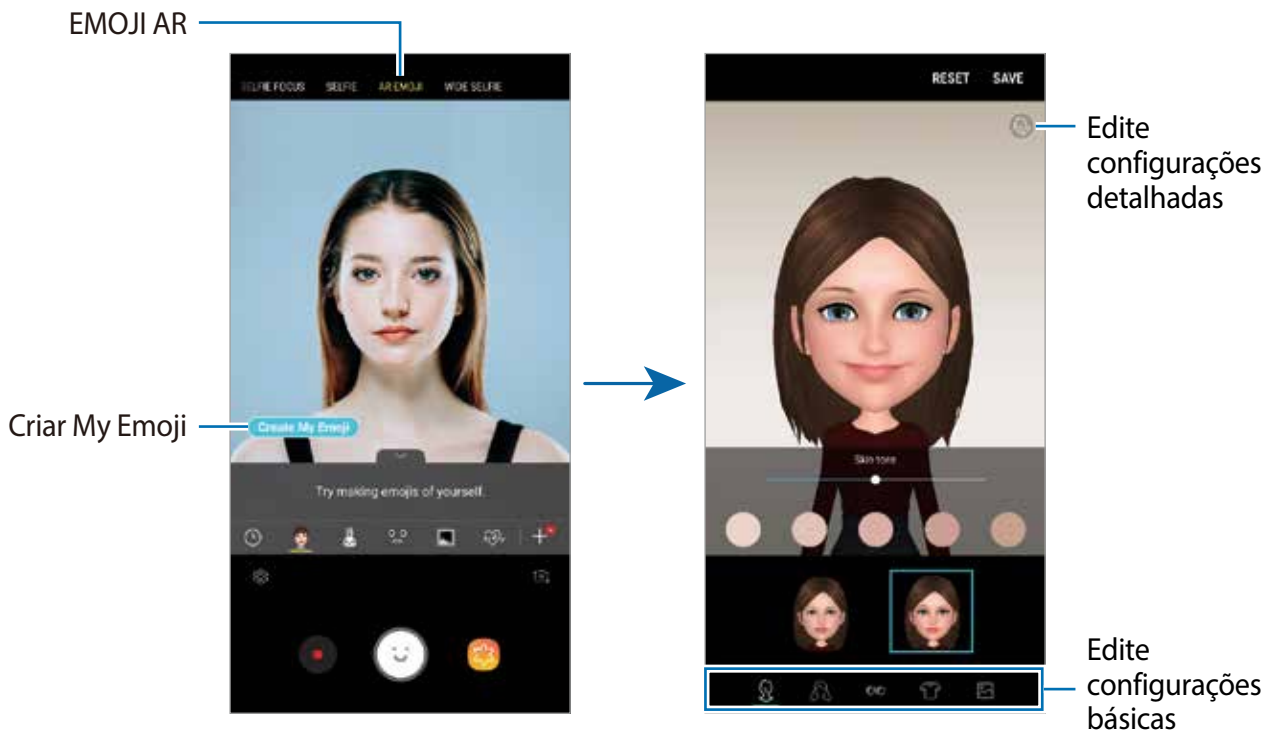 EMOJI AR
SELFIE FOCUS SELFIE AR EMOJI WIDE SELFIE
Criar My Emoji
Create My Emoji
Try making emojis of yourself.
RESET SAVE
Edite
configurações
detalhadas
Skin tone
Edite
configurações
básicas